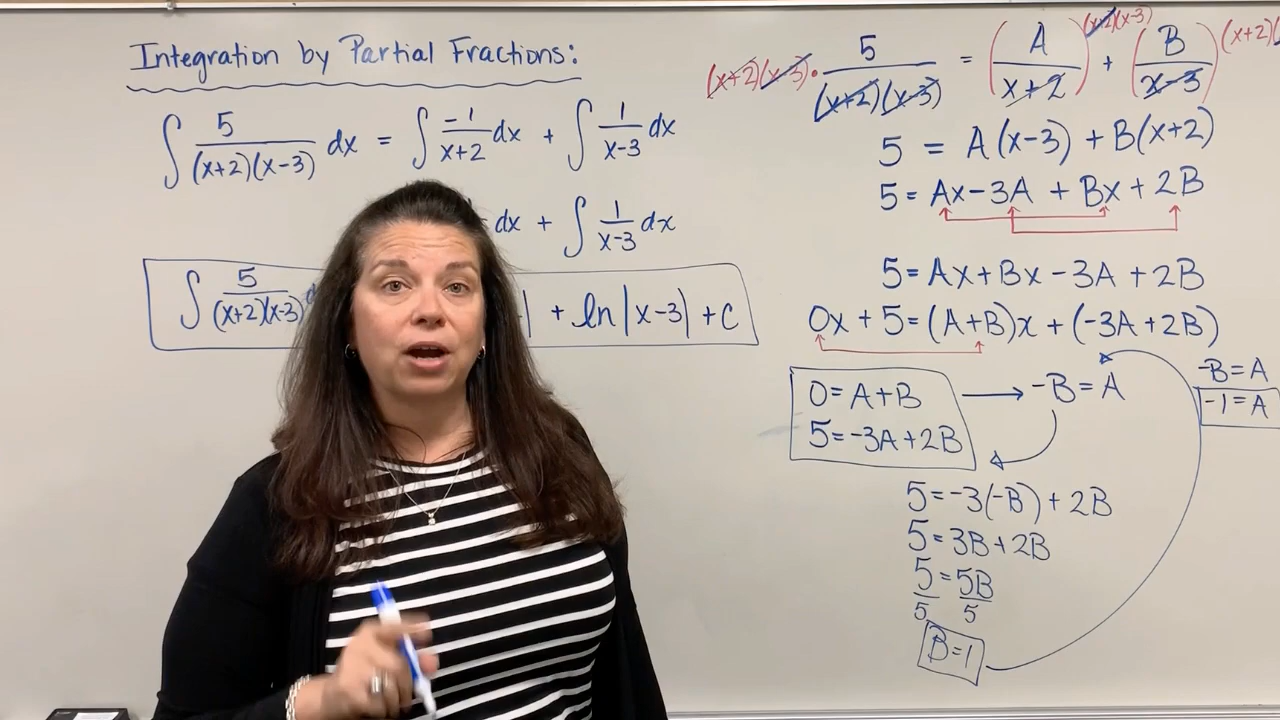 Integration by Partial Fractions:
∫ 5/((x+2)(x-3)) dx = ∫ -1/(x+2) dx + ∫ 1/(x-3) dx
dx + ∫ 1/(x-3) dx
∫ 5/((x+2)(x-3)) | + ln|x-3| + C
(x+2)(x-3) · 5/((x+2)(x-3)) = (A/(x+2)) (x+2)(x-3) + (B/(x-3)) (x+2)
5 = A(x-3) + B(x+2)
5 = Ax - 3A + Bx + 2B
5 = Ax + Bx - 3A + 2B
0x + 5 = (A+B)x + (-3A + 2B)
0 = A + B → -B = A
5 = -3A + 2B
-B = A
-1 = A
5 = -3(-B) + 2B
5 = 3B + 2B
5/5 = 5B/5
B = 1